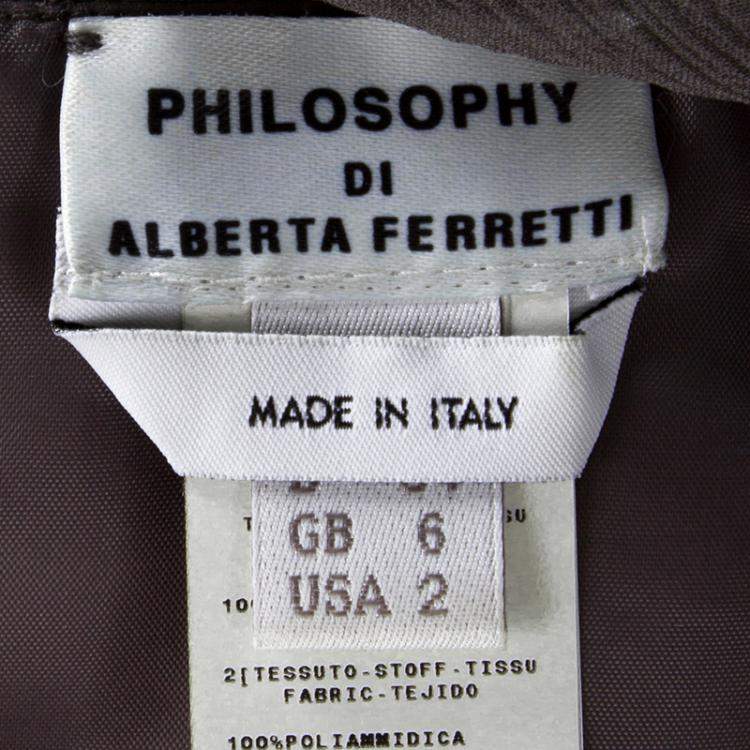 PHILOSOPHY
DI
ALBERTA FERRETTI
MADE IN ITALY
GB 6
USA 2
2[TESSUTO-STOFF-TISSU
FABRIC-TEJIDO
100%POLIAMMIDICA